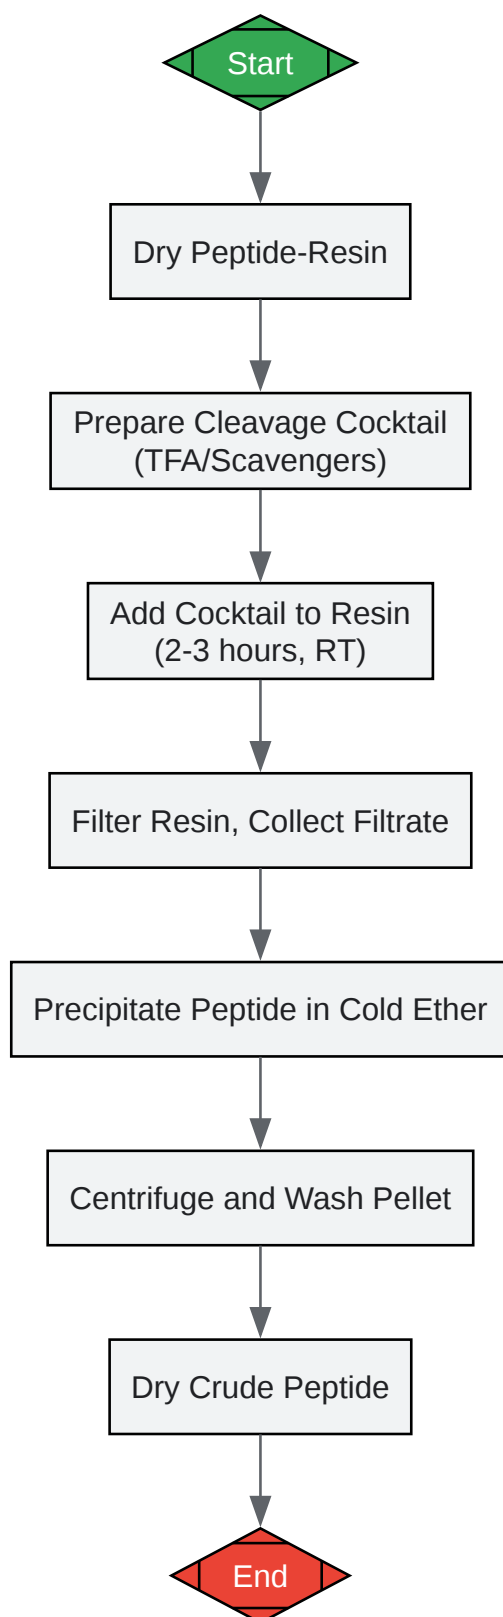 Start
Dry Peptide-Resin
Prepare Cleavage Cocktail
(TFA/Scavengers)
Add Cocktail to Resin
(2-3 hours, RT)
Filter Resin, Collect Filtrate
Precipitate Peptide in Cold Ether
Centrifuge and Wash Pellet
Dry Crude Peptide
End